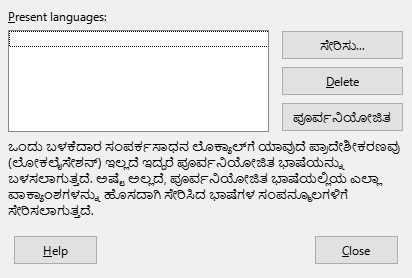 Present languages:
ಸೇರಿಸು...
Delete
ಪೂರ್ವನಿಯೋಜಿತ
ಒಂದು ಬಳಕೆದಾರ ಸಂಪರ್ಕಸಾಧನ ಲೊಕ್ಯಾಲ್‌ಗೆ ಯಾವುದೆ ಪ್ರಾದೇಶೀಕರಣವು
(ಲೋಕಲೈಸೇಶನ್) ಇಲ್ಲದೆ ಇದ್ದರೆ ಪೂರ್ವನಿಯೋಜಿತ ಭಾಷೆಯನ್ನು
ಬಳಸಲಾಗುತ್ತದೆ. ಅಷ್ಟೆ ಅಲ್ಲದೆ, ಪೂರ್ವನಿಯೋಜಿತ ಭಾಷೆಯಲ್ಲಿಯ ಎಲ್ಲಾ
ವಾಕ್ಯಾಂಶಗಳನ್ನು ಹೊಸದಾಗಿ ಸೇರಿಸಿದ ಭಾಷೆಗಳ ಸಂಪನ್ಮೂಲಗಳಿಗೆ
ಸೇರಿಸಲಾಗುತ್ತದೆ.
Help
Close